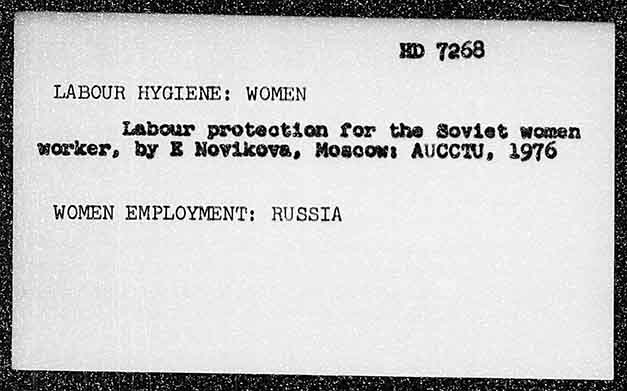 HD 7268
LABOUR HYGIENE: WOMEN
Labour protection for the Soviet women
worker, by E Novikova, Moscow: AUCCTU, 1976
WOMEN EMPLOYMENT: RUSSIA